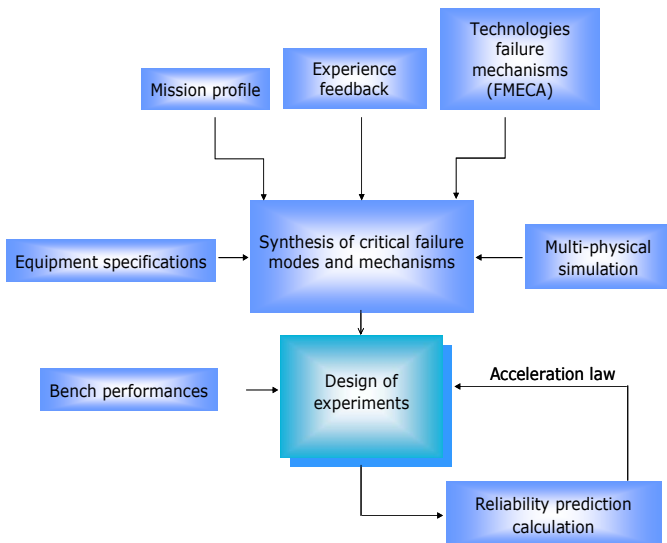 Mission profile
Experience
feedback
Technologies
failure
mechanisms
(FMECA)
Equipment specifications
Synthesis of critical failure
modes and mechanisms
Multi-physical
simulation
Bench performances
Design of
experiments
Acceleration law
Reliability prediction
calculation